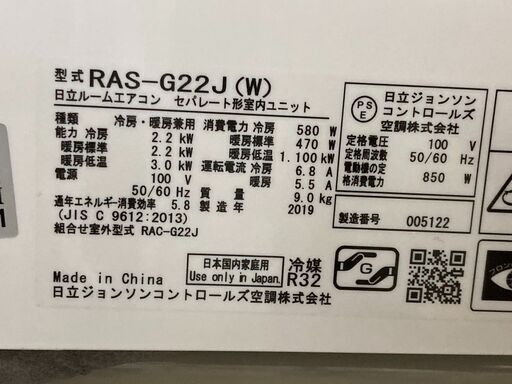 型式 RAS-G22J (W)
日立ルームエアコン セパレート形室内ユニット
種類 冷房・暖房兼用
能力 冷房 2.2 kW
暖房標準 2.2 kW
暖房低温 3.0 kW
電源 100 V
50/60 Hz
通年エネルギー消費効率 5.8
(JIS C 9612:2013)
組合せ室外型式 RAC-G22J
消費電力 冷房 580 W
暖房標準 470 W
暖房低温 1.100 kW
運転電流 冷房 6.8 A
暖房 5.5 A
質量 9.0 kg
製造年 2019
PSE
日立ジョンソン
コントロールズ
空調株式会社
定格電圧 100 V
定格周波数 50/60 Hz
電動機の定
格消費電力 850 W
製造番号 005122
Made in China
日本国内家庭用
Use only in Japan.
冷媒
R32
G
日立ジョンソンコントロールズ空調株式会社
フロン